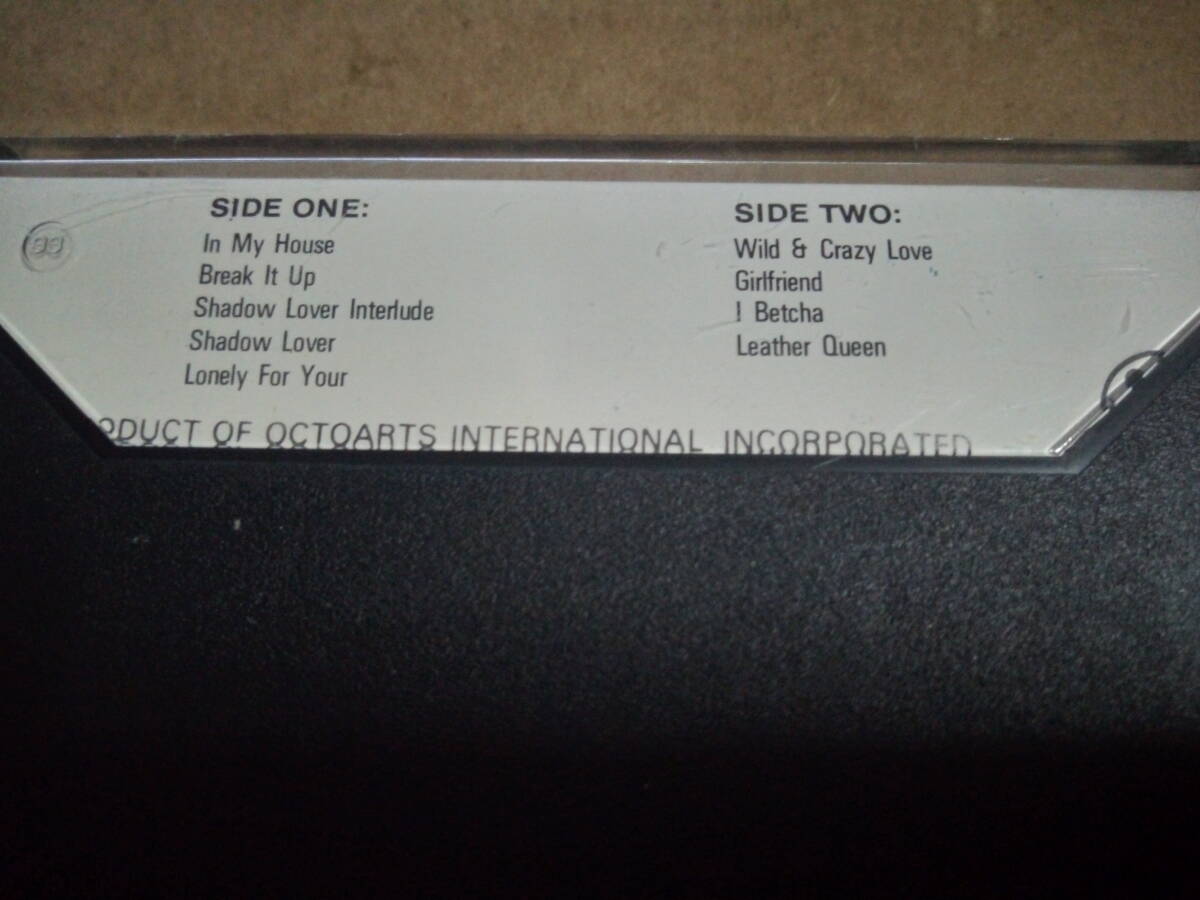 SIDE ONE:
In My House
Break It Up
Shadow Lover Interlude
Shadow Lover
Lonely For Your
SIDE TWO:
Wild & Crazy Love
Girlfriend
I Betcha
Leather Queen
ODUCT OF OCTOARTS INTERNATIONAL INCORPORATED